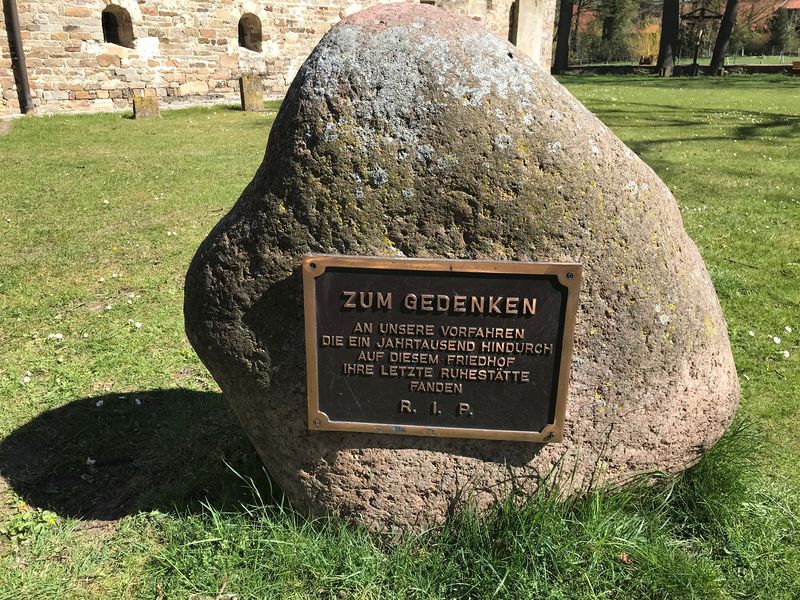 ZUM GEDENKEN
AN UNSERE VORFAHREN
DIE EIN JAHRTAUSEND HINDURCH
AUF DIESEM FRIEDHOF
IHRE LETZTE RUHESTÄTTE
FANDEN
R. I. P.